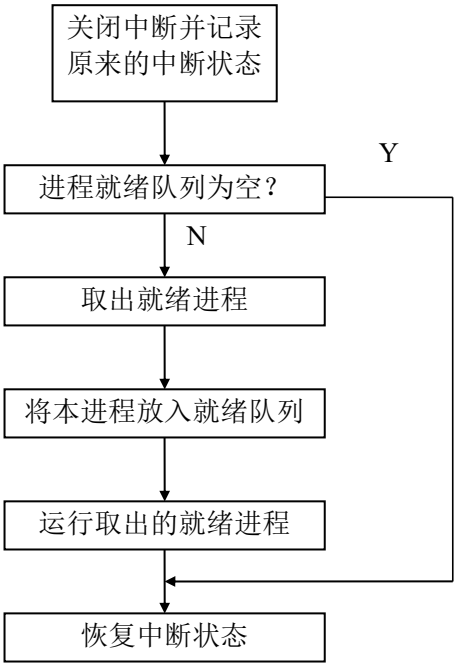 关闭中断并记录
原来的中断状态
Y
进程就绪队列为空？
N
取出就绪进程
将本进程放入就绪队列
运行取出的就绪进程
恢复中断状态